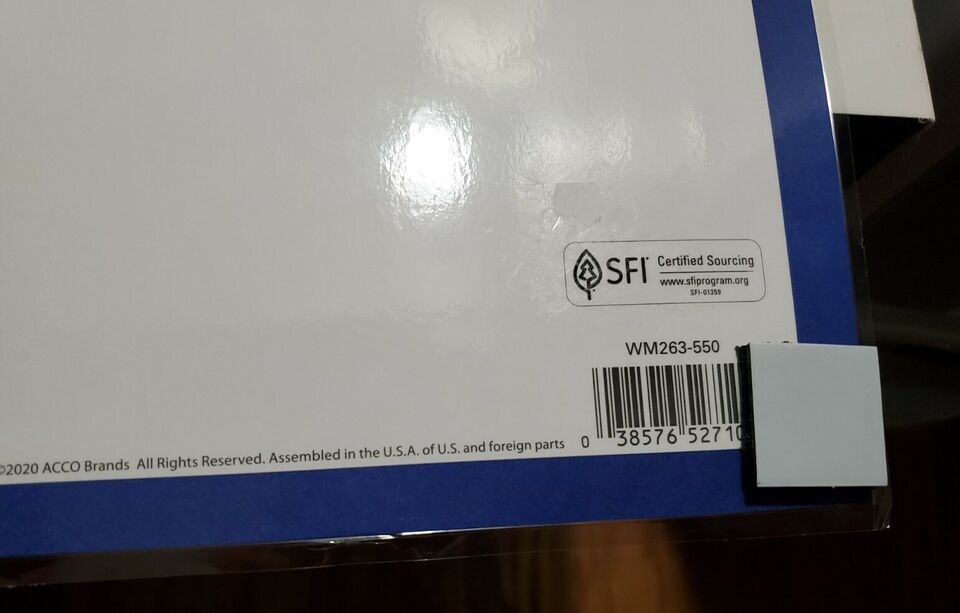 SFI Certified Sourcing
www.sfiprogram.org
SFI-01359
WM263-550
0 38576 52710
©2020 ACCO Brands All Rights Reserved. Assembled in the U.S.A. of U.S. and foreign parts